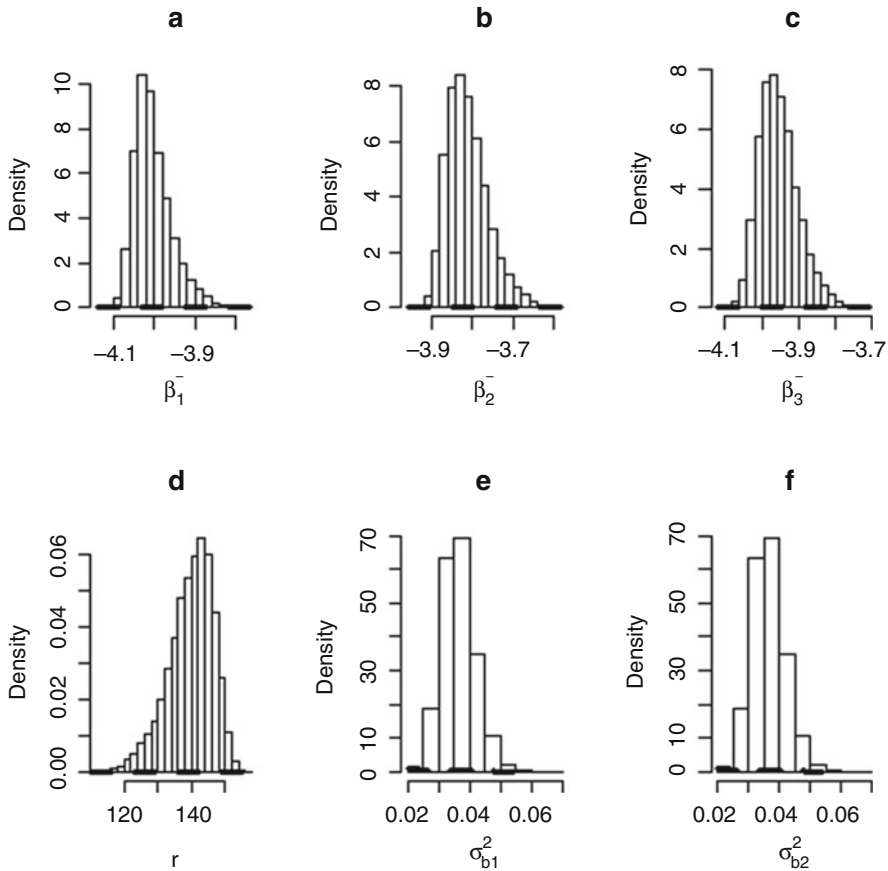 a
b
c
Density
0 2 4 6 8 10
−4.1 −3.9
β₁⁻
Density
0 2 4 6 8
−3.9 −3.7
β₂⁻
Density
0 2 4 6 8
−4.1 −3.9 −3.7
β₃⁻
d
e
f
Density
0.00 0.02 0.04 0.06
120 140
r
Density
0 10 30 50 70
0.02 0.04 0.06
σ²b1
Density
0 10 30 50 70
0.02 0.04 0.06
σ²b2